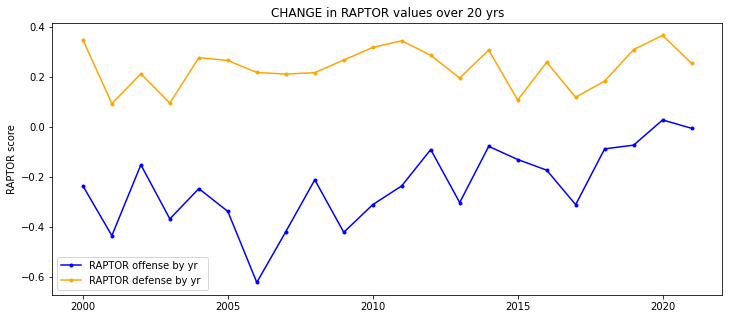 CHANGE in RAPTOR values over 20 yrs
0.4
0.2
0.0
−0.2
−0.4
−0.6
RAPTOR score
RAPTOR offense by yr
RAPTOR defense by yr
2000
2005
2010
2015
2020